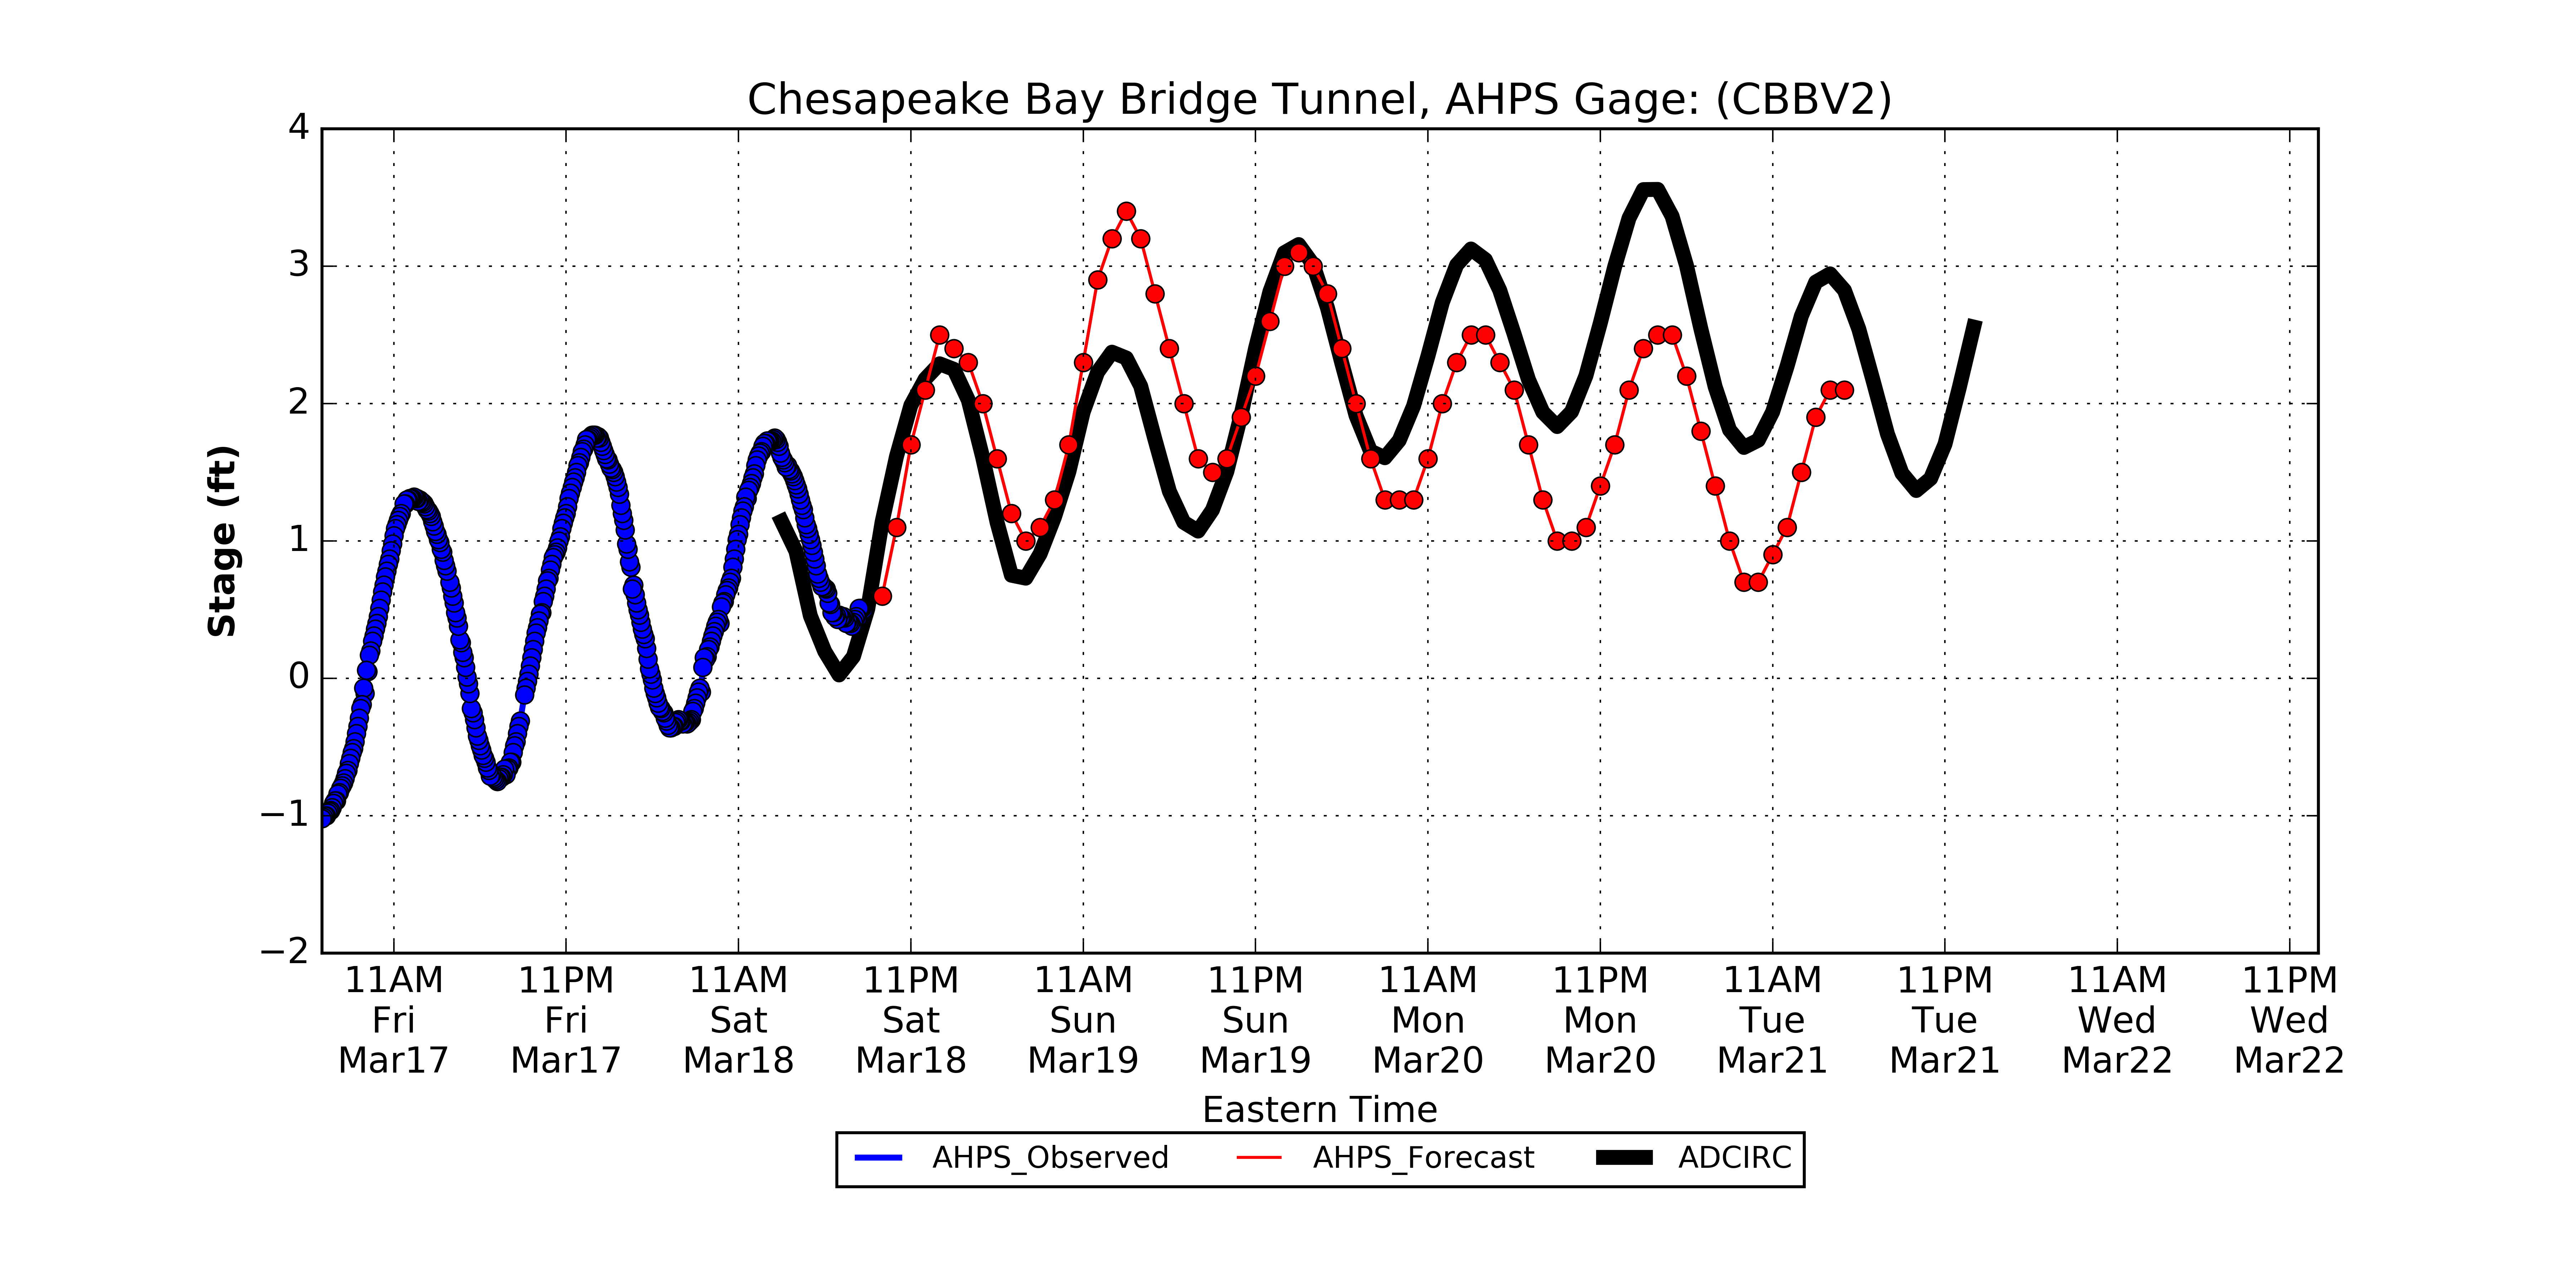 Chesapeake Bay Bridge Tunnel, AHPS Gage: (CBBV2)
4
3
2
1
0
−1
−2
Stage (ft)
11AM 11PM 11AM 11PM 11AM 11PM 11AM 11PM 11AM 11PM 11AM 11PM
Fri Fri Sat Sat Sun Sun Mon Mon Tue Tue Wed Wed
Mar17 Mar17 Mar18 Mar18 Mar19 Mar19 Mar20 Mar20 Mar21 Mar21 Mar22 Mar22
Eastern Time
AHPS_Observed AHPS_Forecast ADCIRC